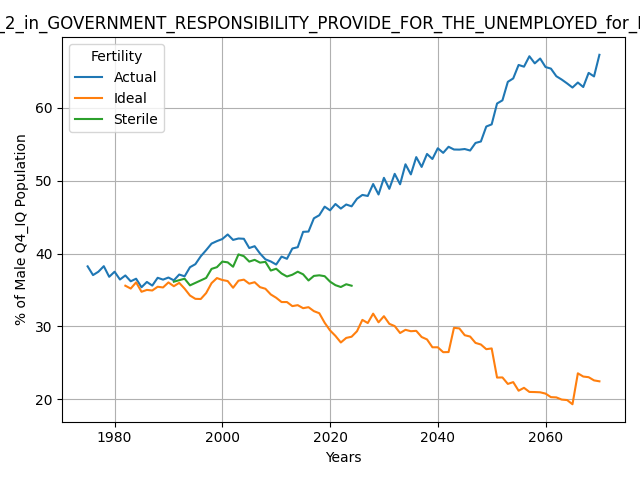 _2_in_GOVERNMENT_RESPONSIBILITY_PROVIDE_FOR_THE_UNEMPLOYED_for_
Fertility
Actual
Ideal
Sterile
60
50
40
30
20
% of Male Q4_IQ Population
1980 2000 2020 2040 2060
Years